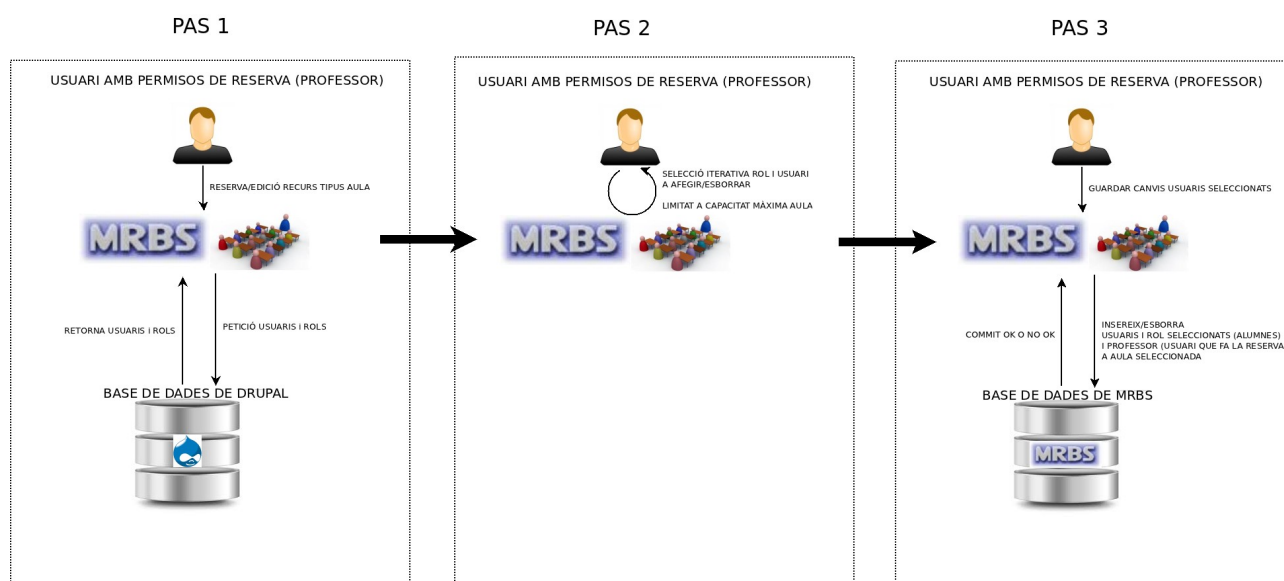 PAS 1
USUARI AMB PERMISOS DE RESERVA (PROFESSOR)
RESERVA/EDICIÓ RECURS TIPUS AULA
MRBS
RETORNA USUARIS i ROLS
PETICIÓ USUARIS I ROLS
BASE DE DADES DE DRUPAL
PAS 2
USUARI AMB PERMISOS DE RESERVA (PROFESSOR)
SELECCIÓ ITERATIVA ROL I USUARI
A AFEGIR/ESBORRAR
LIMITAT A CAPACITAT MÀXIMA AULA
MRBS
PAS 3
USUARI AMB PERMISOS DE RESERVA (PROFESSOR)
GUARDAR CANVIS USUARIS SELECCIONATS
MRBS
COMMIT OK O NO OK
INSEREIX/ESBORRA
USUARIS I ROL SELECCIONATS (ALUMNES)
I PROFESSOR (USUARI QUE FA LA RESERVA
A AULA SELECCIONADA
BASE DE DADES DE MRBS
MRBS